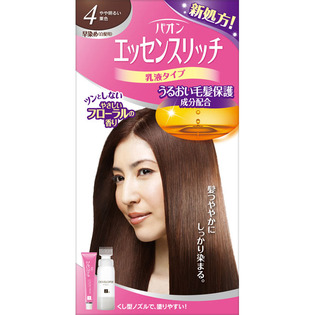 4 やや明るい
栗色
早染め(白髪用)
新処方!
パオン
エッセンスリッチ
乳液タイプ
うるおい毛髪保護
成分配合
ツンとしない
やさしい
フローラルの
香り
髪つややかに
しっかり染まる。
くし型ノズルで、塗りやすい!